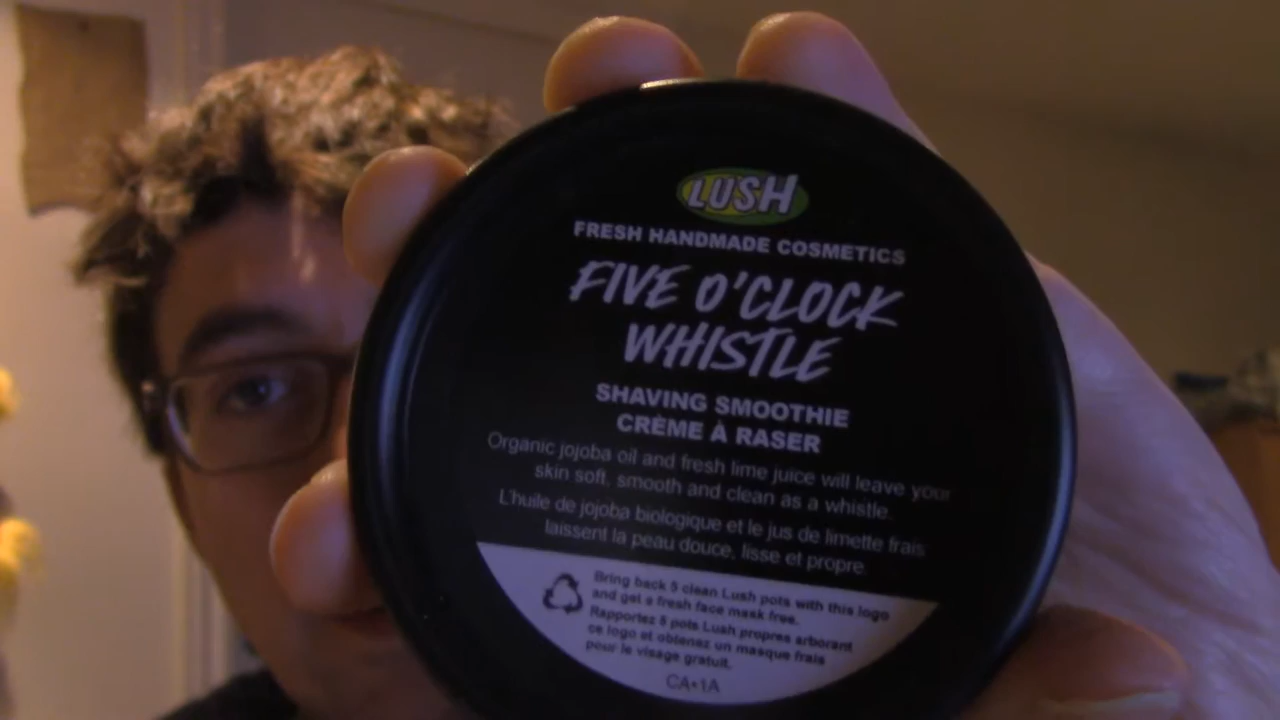 LUSH
FRESH HANDMADE COSMETICS
FIVE O'CLOCK
WHISTLE
SHAVING SMOOTHIE
CRÈME À RASER
Organic jojoba oil and fresh lime juice will leave your
skin soft, smooth and clean as a whistle.
L'huile de jojoba biologique et le jus de limette frais
laissent la peau douce, lisse et propre.
Bring back 5 clean Lush pots with this logo
and get a fresh face mask free.
Rapportez 5 pots Lush propres arborant
ce logo et obtenez un masque frais
pour le visage gratuit.
CA•1A